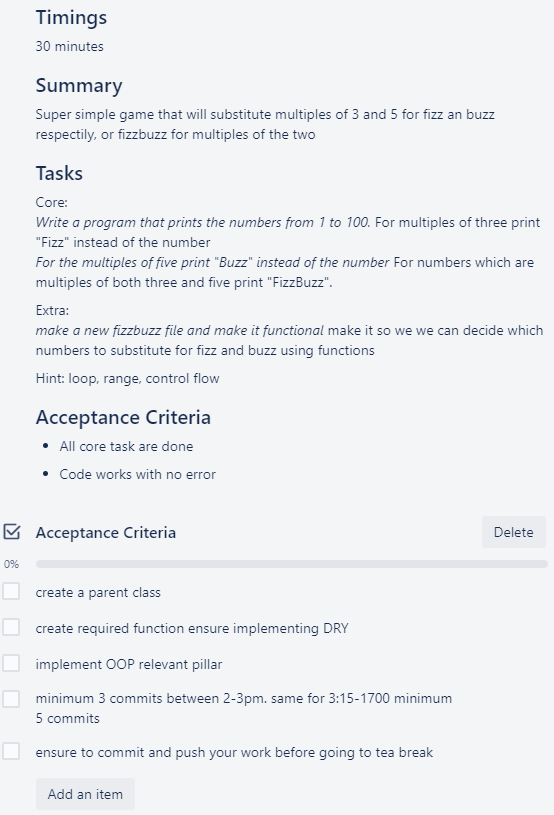 Timings
30 minutes
Summary
Super simple game that will substitute multiples of 3 and 5 for fizz an buzz
respectily, or fizzbuzz for multiples of the two
Tasks
Core:
Write a program that prints the numbers from 1 to 100. For multiples of three print
"Fizz" instead of the number
For the multiples of five print "Buzz" instead of the number For numbers which are
multiples of both three and five print "FizzBuzz".
Extra:
make a new fizzbuzz file and make it functional make it so we we can decide which
numbers to substitute for fizz and buzz using functions
Hint: loop, range, control flow
Acceptance Criteria
• All core task are done
• Code works with no error
Acceptance Criteria
Delete
0%
create a parent class
create required function ensure implementing DRY
implement OOP relevant pillar
minimum 3 commits between 2-3pm. same for 3:15-1700 minimum
5 commits
ensure to commit and push your work before going to tea break
Add an item